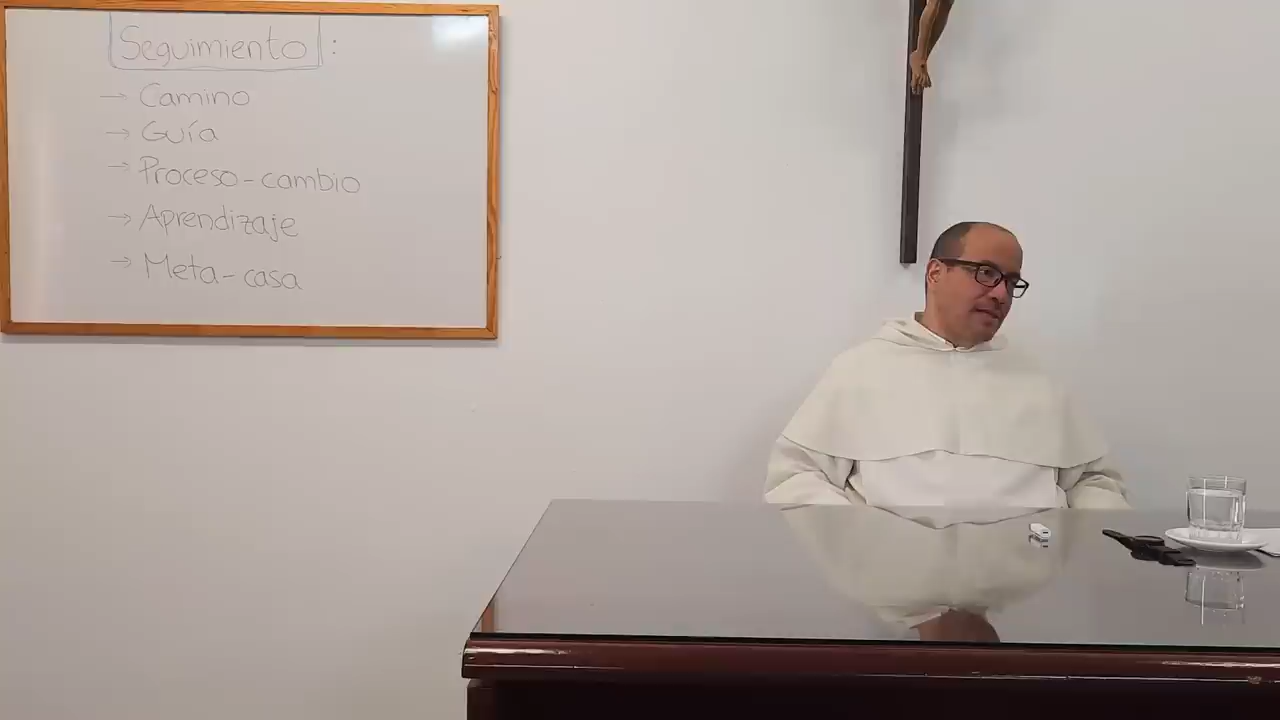 Seguimiento:
→ Camino
→ Guía
→ Proceso-cambio
→ Aprendizaje
→ Meta-casa